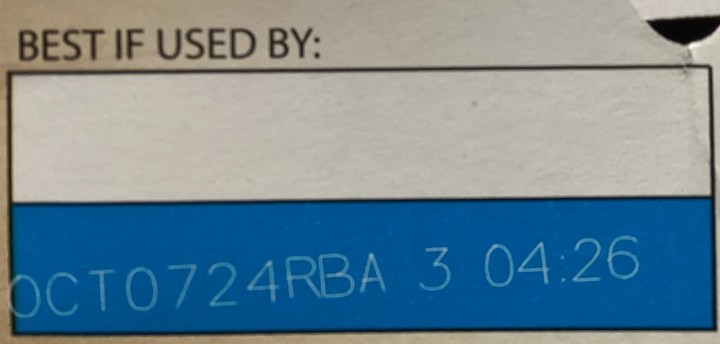 BEST IF USED BY:
OCT0724RBA 3 04:26